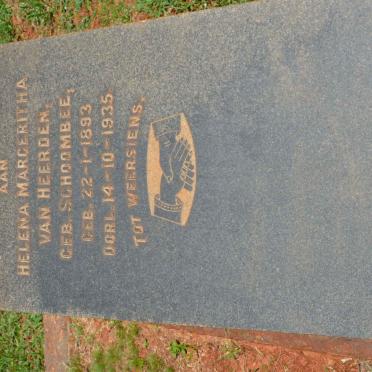 AAN
HELENA MARGERITHA
VAN HEERDEN,
GEB. SCHOOMBEE,
GEB. 22-1-1893
OORL. 14-10-1935.
TOT WEERSIENS.